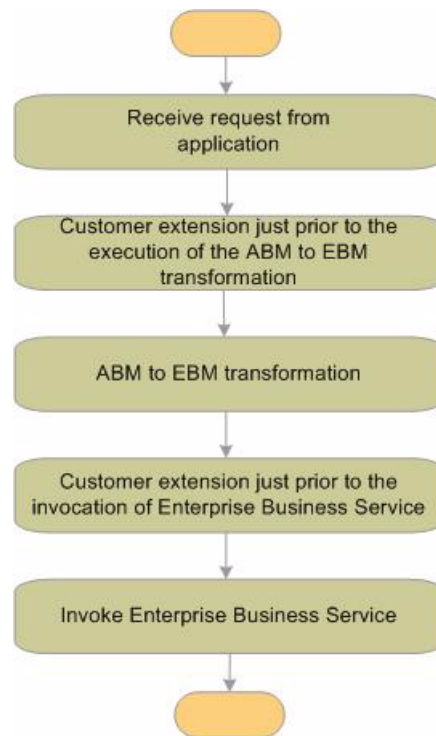 Receive request from
application
Customer extension just prior to the
execution of the ABM to EBM
transformation
ABM to EBM transformation
Customer extension just prior to the
invocation of Enterprise Business Service
Invoke Enterprise Business Service